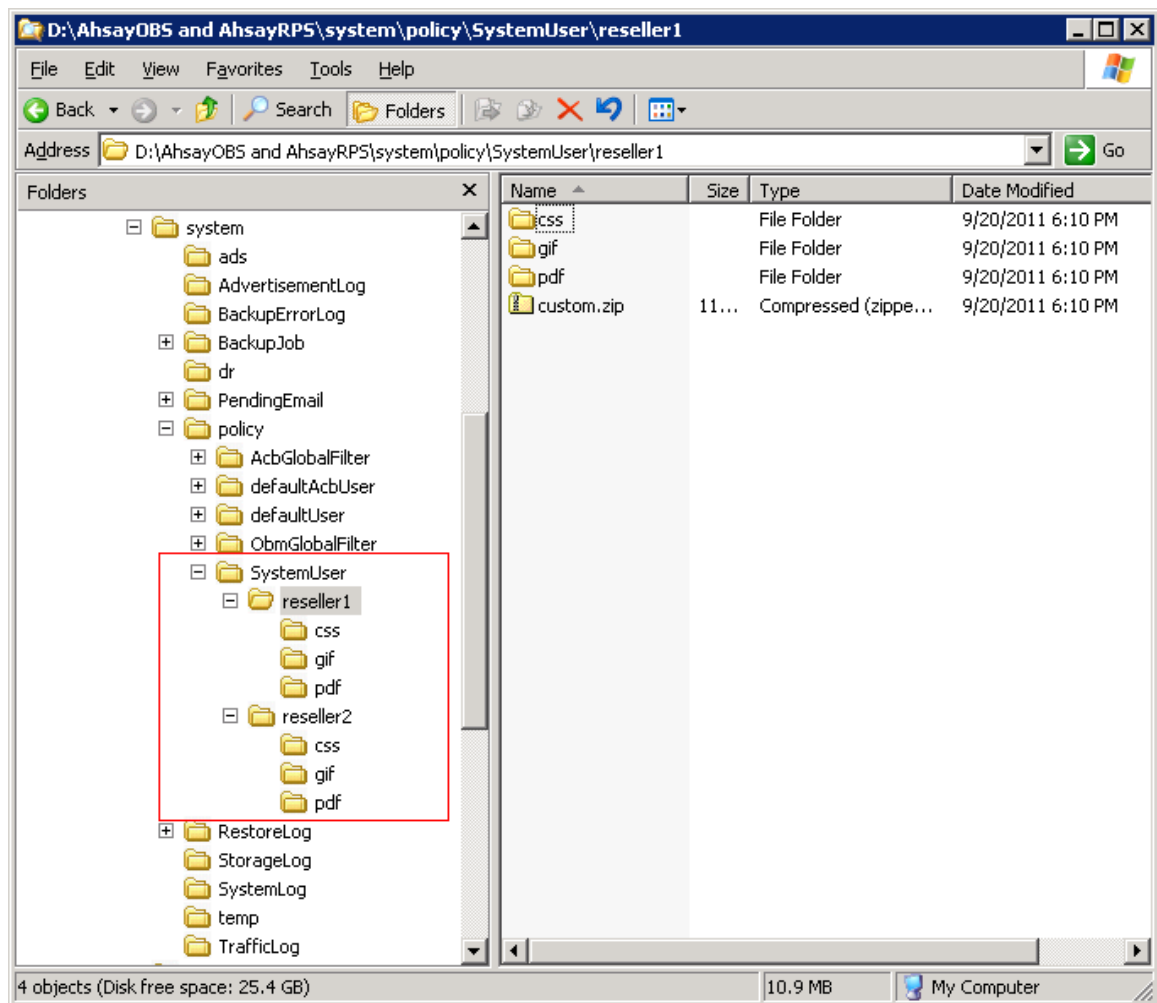 D:\AhsayOBS and AhsayRPS\system\policy\SystemUser\reseller1
File Edit View Favorites Tools Help
Back Search Folders
Address D:\AhsayOBS and AhsayRPS\system\policy\SystemUser\reseller1 Go
Folders
system
ads
AdvertisementLog
BackupErrorLog
BackupJob
dr
PendingEmail
policy
AcbGlobalFilter
defaultAcbUser
defaultUser
ObmGlobalFilter
SystemUser
reseller1
css
gif
pdf
reseller2
css
gif
pdf
RestoreLog
StorageLog
SystemLog
temp
TrafficLog
Name Size Type Date Modified
css File Folder 9/20/2011 6:10 PM
gif File Folder 9/20/2011 6:10 PM
pdf File Folder 9/20/2011 6:10 PM
custom.zip 11... Compressed (zippe... 9/20/2011 6:10 PM
4 objects (Disk free space: 25.4 GB) 10.9 MB My Computer